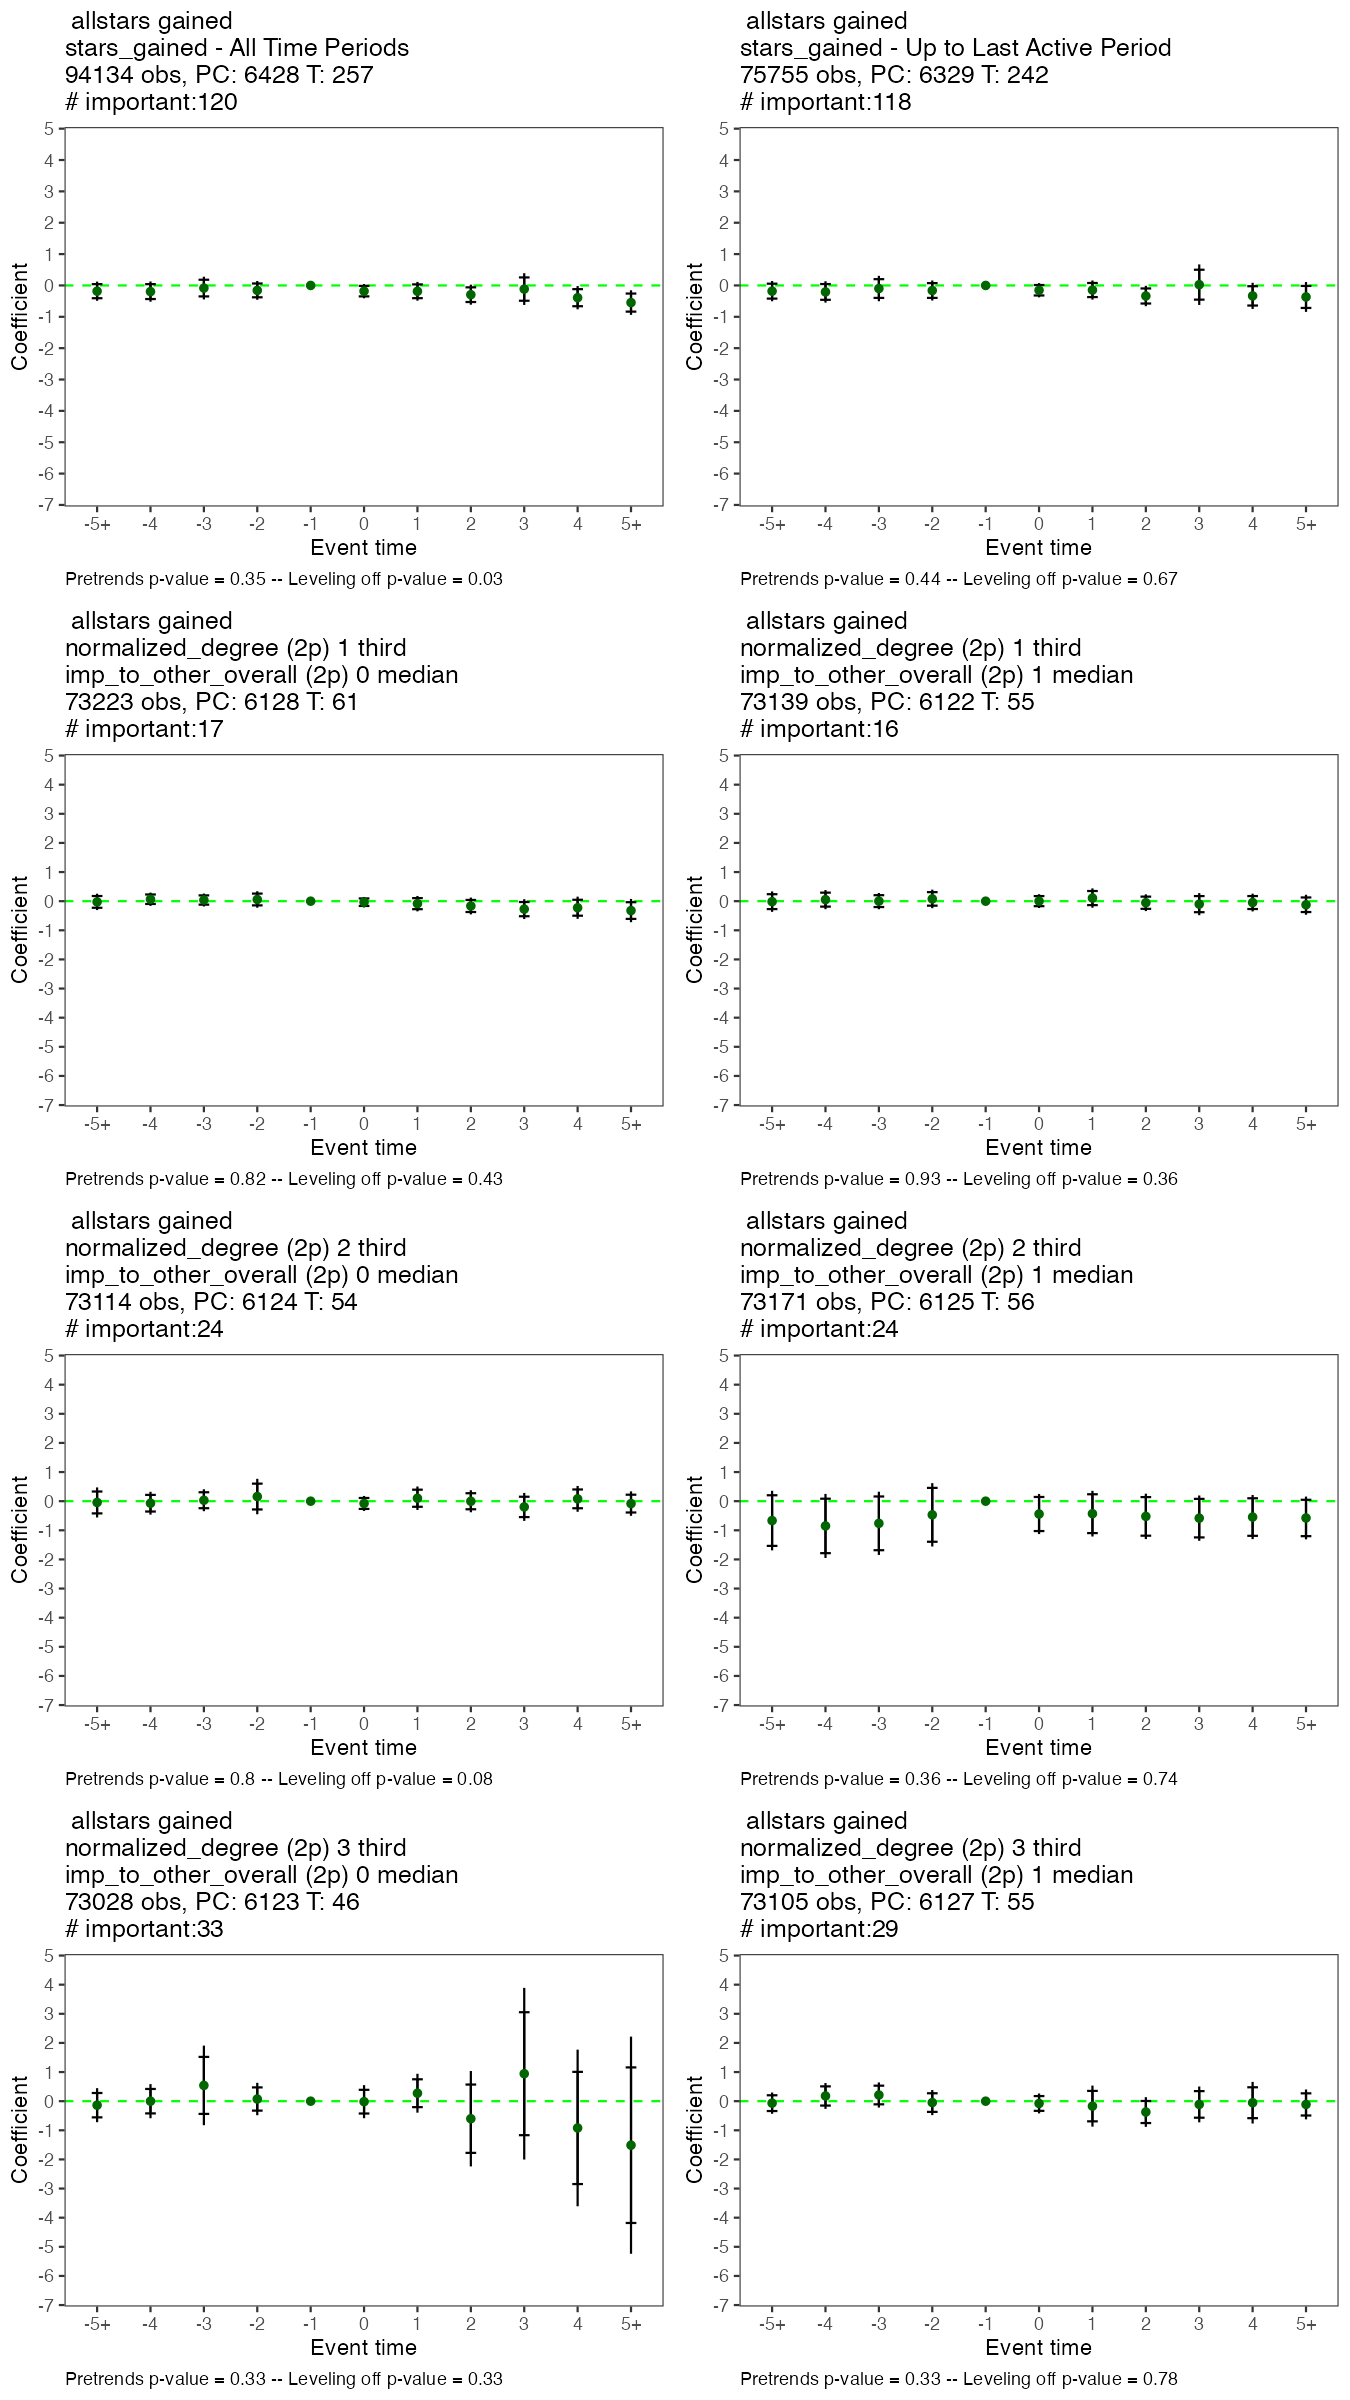 allstars gained
stars_gained - All Time Periods
94134 obs, PC: 6428 T: 257
# important:120
5
4
3
2
1
0
-1
-2
-3
-4
-5
-6
-7
Coefficient
-5+ -4 -3 -2 -1 0 1 2 3 4 5+
Event time
Pretrends p-value = 0.35 -- Leveling off p-value = 0.03
allstars gained
stars_gained - Up to Last Active Period
75755 obs, PC: 6329 T: 242
# important:118
5
4
3
2
1
0
-1
-2
-3
-4
-5
-6
-7
Coefficient
-5+ -4 -3 -2 -1 0 1 2 3 4 5+
Event time
Pretrends p-value = 0.44 -- Leveling off p-value = 0.67
allstars gained
normalized_degree (2p) 1 third
imp_to_other_overall (2p) 0 median
73223 obs, PC: 6128 T: 61
# important:17
5
4
3
2
1
0
-1
-2
-3
-4
-5
-6
-7
Coefficient
-5+ -4 -3 -2 -1 0 1 2 3 4 5+
Event time
Pretrends p-value = 0.82 -- Leveling off p-value = 0.43
allstars gained
normalized_degree (2p) 1 third
imp_to_other_overall (2p) 1 median
73139 obs, PC: 6122 T: 55
# important:16
5
4
3
2
1
0
-1
-2
-3
-4
-5
-6
-7
Coefficient
-5+ -4 -3 -2 -1 0 1 2 3 4 5+
Event time
Pretrends p-value = 0.93 -- Leveling off p-value = 0.36
allstars gained
normalized_degree (2p) 2 third
imp_to_other_overall (2p) 0 median
73114 obs, PC: 6124 T: 54
# important:24
5
4
3
2
1
0
-1
-2
-3
-4
-5
-6
-7
Coefficient
-5+ -4 -3 -2 -1 0 1 2 3 4 5+
Event time
Pretrends p-value = 0.8 -- Leveling off p-value = 0.08
allstars gained
normalized_degree (2p) 2 third
imp_to_other_overall (2p) 1 median
73171 obs, PC: 6125 T: 56
# important:24
5
4
3
2
1
0
-1
-2
-3
-4
-5
-6
-7
Coefficient
-5+ -4 -3 -2 -1 0 1 2 3 4 5+
Event time
Pretrends p-value = 0.36 -- Leveling off p-value = 0.74
allstars gained
normalized_degree (2p) 3 third
imp_to_other_overall (2p) 0 median
73028 obs, PC: 6123 T: 46
# important:33
5
4
3
2
1
0
-1
-2
-3
-4
-5
-6
-7
Coefficient
-5+ -4 -3 -2 -1 0 1 2 3 4 5+
Event time
Pretrends p-value = 0.33 -- Leveling off p-value = 0.33
allstars gained
normalized_degree (2p) 3 third
imp_to_other_overall (2p) 1 median
73105 obs, PC: 6127 T: 55
# important:29
5
4
3
2
1
0
-1
-2
-3
-4
-5
-6
-7
Coefficient
-5+ -4 -3 -2 -1 0 1 2 3 4 5+
Event time
Pretrends p-value = 0.33 -- Leveling off p-value = 0.78